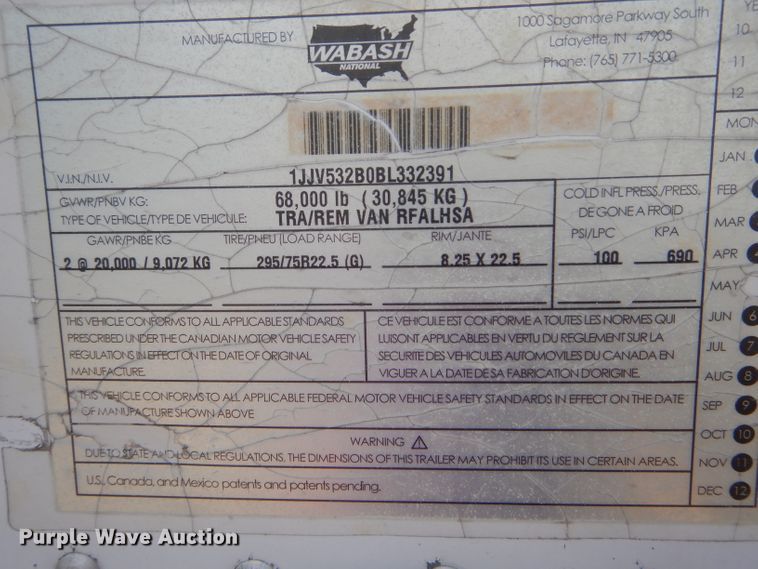 MANUFACTURED BY
WABASH
NATIONAL
1000 Sagamore Parkway South
Lafayette, IN 47905
Phone: (765) 771-5300
V.I.N./N.I.V.
1JJV532B0BL332391
GVWR/PNBV KG:
68,000 lb ( 30,845 KG )
TYPE OF VEHICLE/TYPE DE VEHICULE:
TRA/REM VAN RFALHSA
COLD INFL PRESS./PRESS.
DE GONE A FROID
GAWR/PNBE KG
TIRE/PNEU (LOAD RANGE)
RIM/JANTE
PSI/LPC
KPA
2 @ 20,000 / 9,072 KG
295/75R22.5 (G)
8.25 X 22.5
100
690
THIS VEHICLE CONFORMS TO ALL APPLICABLE STANDARDS
PRESCRIBED UNDER THE CANADIAN MOTOR VEHICLE SAFETY
REGULATIONS IN EFFECT ON THE DATE OF ORIGINAL
MANUFACTURE.
CE VEHICULE EST CONFORME A TOUTES LES NORMES QUI
LUISONT APPLICABLES EN VERTU DU REGLEMENT SUR LA
SECURITE DES VEHICULES AUTOMOVILES DU CANADA EN
VIGUER A LA DATE DE SA FABRICATION D'ORIGINE.
THIS VEHICLE CONFORMS TO ALL APPLICABLE FEDERAL MOTOR VEHICLE SAFETY STANDARDS IN EFFECT ON THE DATE
OF MANUFACTURE SHOWN ABOVE
WARNING
DUE TO STATE AND LOCAL REGULATIONS, THE DIMENSIONS OF THIS TRAILER MAY PROHIBIT ITS USE IN CERTAIN AREAS.
U.S., Canada, and Mexico patents and patents pending.
10
11
12
JAN
FEB
MAR
APR
MAY
JUN 6
JUL 7
AUG 8
SEP 9
OCT 10
NOV 11
DEC 12
Purple Wave Auction